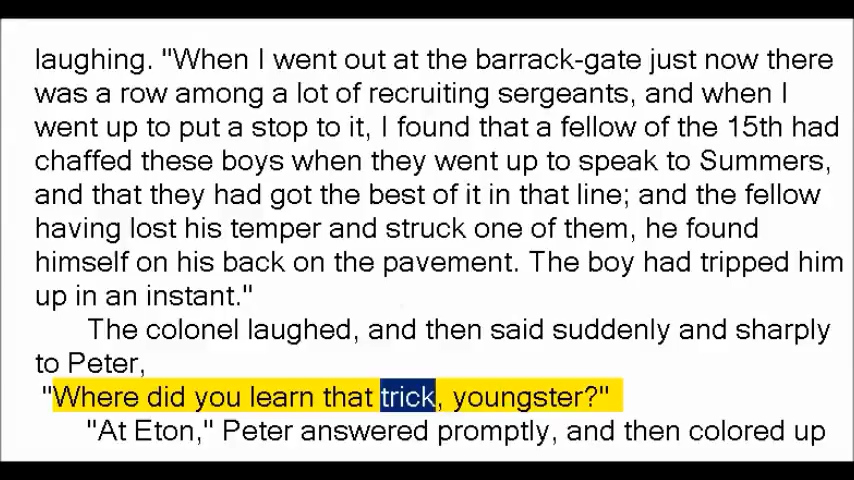 laughing. "When I went out at the barrack-gate just now there
was a row among a lot of recruiting sergeants, and when I
went up to put a stop to it, I found that a fellow of the 15th had
chaffed these boys when they went up to speak to Summers,
and that they had got the best of it in that line; and the fellow
having lost his temper and struck one of them, he found
himself on his back on the pavement. The boy had tripped him
up in an instant."
The colonel laughed, and then said suddenly and sharply
to Peter,
"Where did you learn that trick, youngster?"
"At Eton," Peter answered promptly, and then colored up